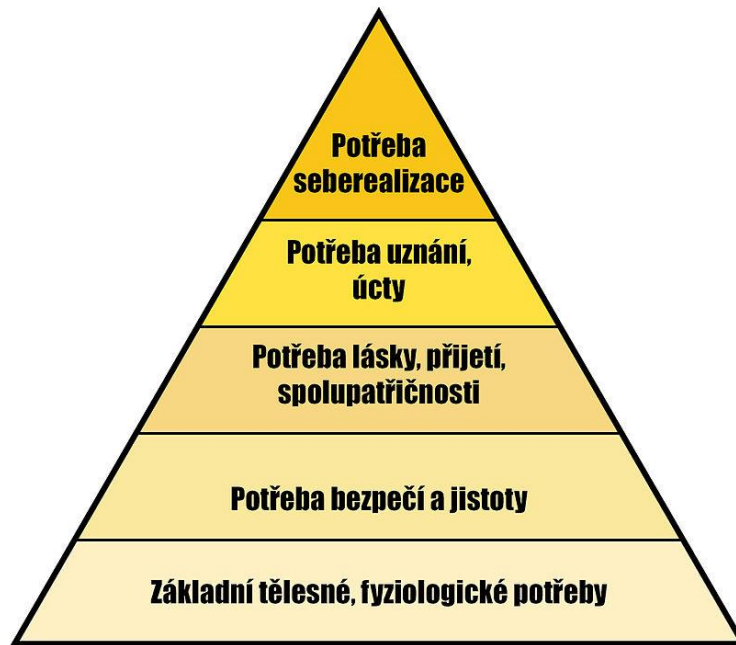 Potřeba
seberealizace
Potřeba uznání,
úcty
Potřeba lásky, přijetí,
spolupatřičnosti
Potřeba bezpečí a jistoty
Základní tělesné, fyziologické potřeby